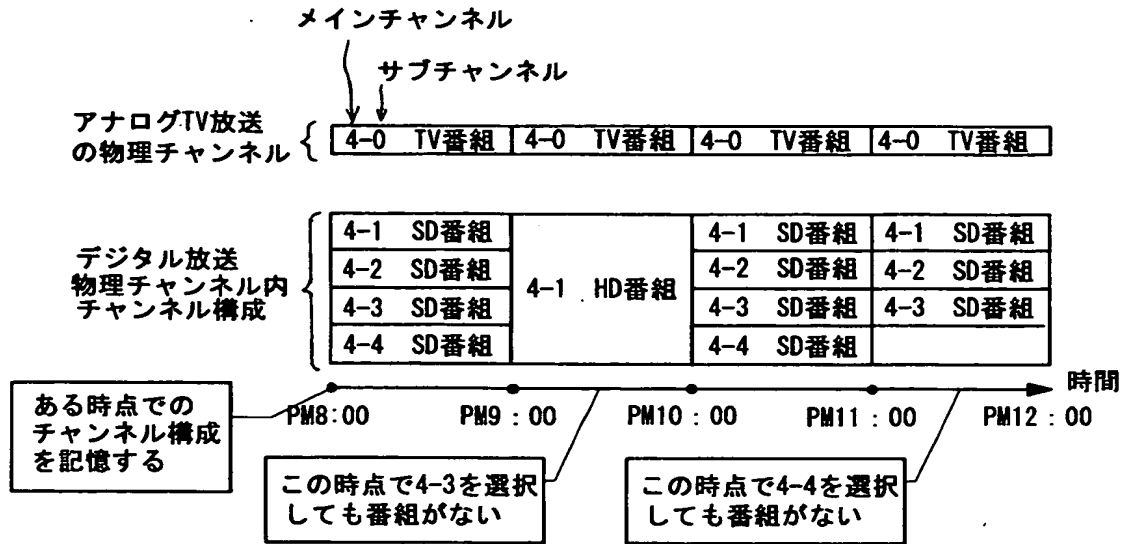 メインチャンネル
サブチャンネル
アナログTV放送
の物理チャンネル
4-0 TV番組 4-0 TV番組 4-0 TV番組 4-0 TV番組
デジタル放送
物理チャンネル内
チャンネル構成
4-1 SD番組 4-1 HD番組 4-1 SD番組 4-1 SD番組
4-2 SD番組 4-2 SD番組 4-2 SD番組
4-3 SD番組 4-3 SD番組 4-3 SD番組
4-4 SD番組 4-4 SD番組
時間
PM8:00 PM9:00 PM10:00 PM11:00 PM12:00
ある時点での
チャンネル構成
を記憶する
この時点で4-3を選択
しても番組がない
この時点で4-4を選択
しても番組がない